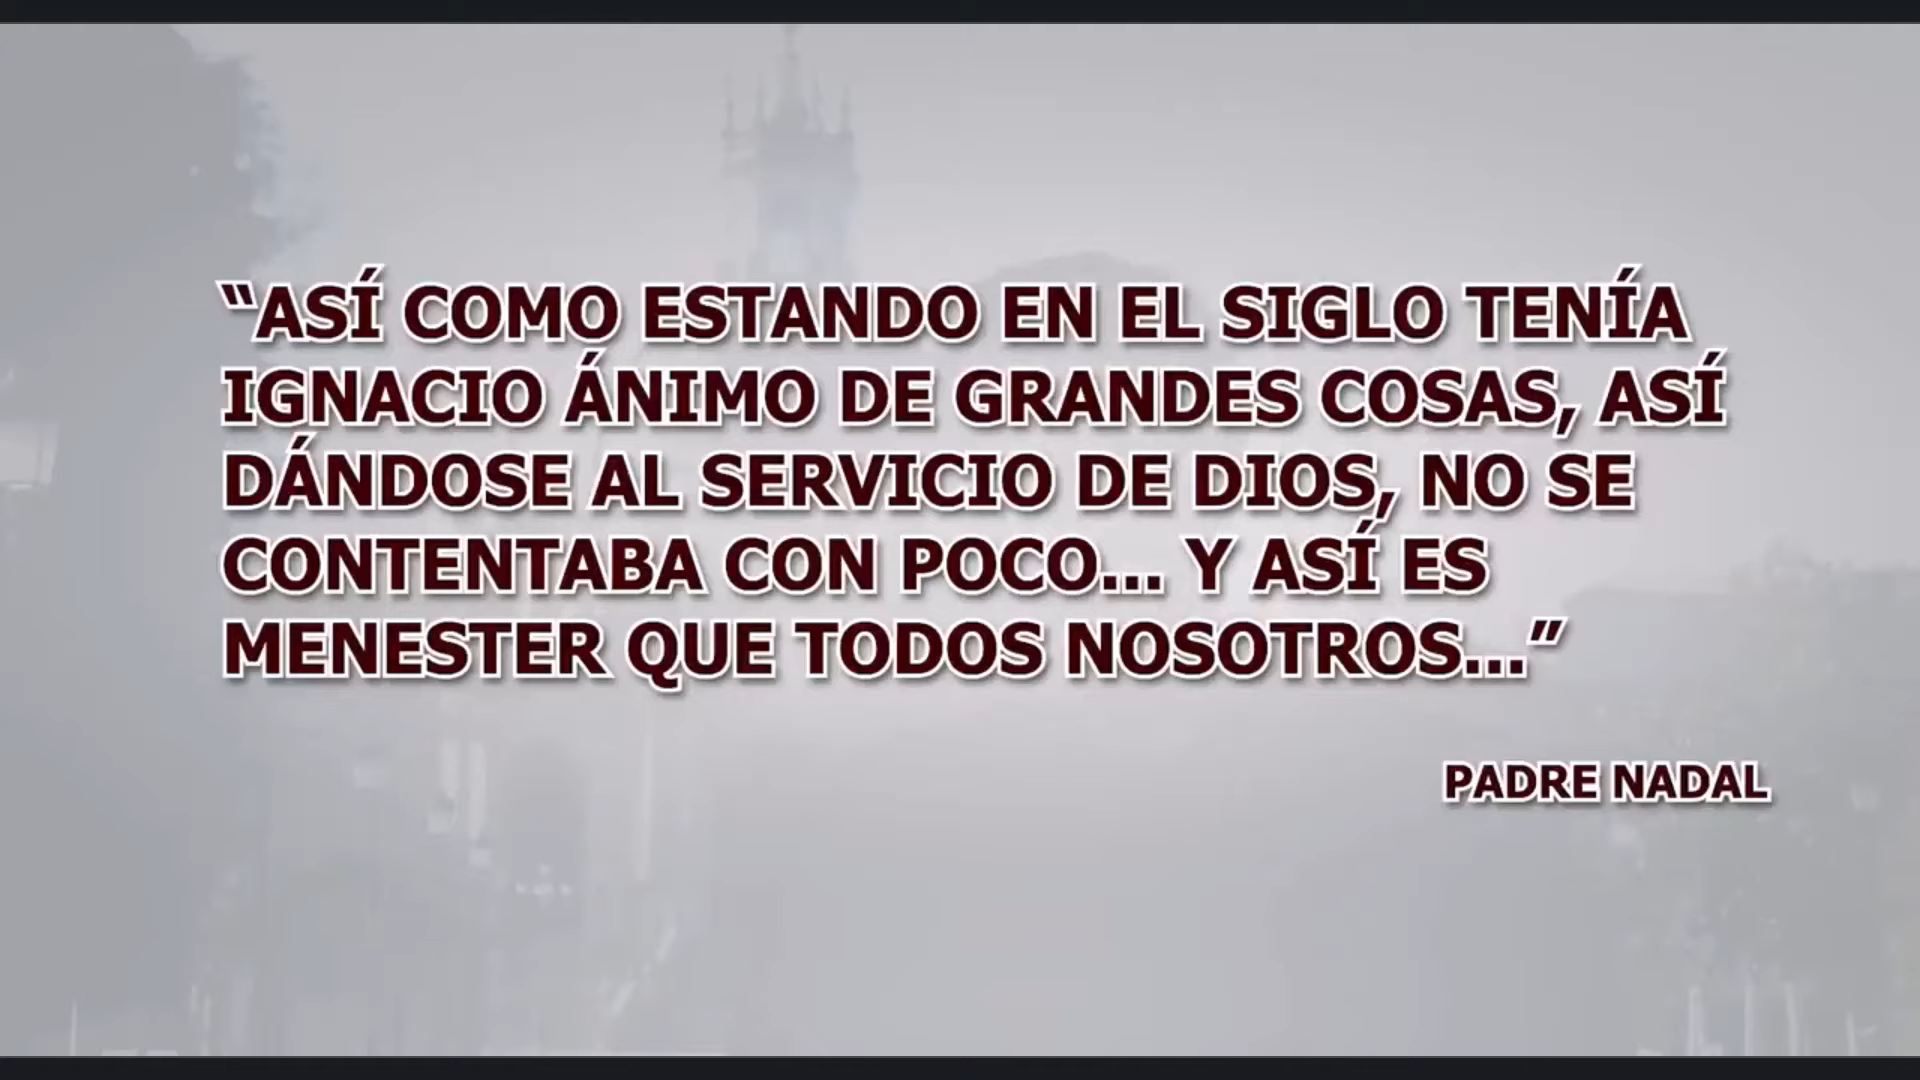 “ASÍ COMO ESTANDO EN EL SIGLO TENÍA
IGNACIO ÁNIMO DE GRANDES COSAS, ASÍ
DÁNDOSE AL SERVICIO DE DIOS, NO SE
CONTENTABA CON POCO... Y ASÍ ES
MENESTER QUE TODOS NOSOTROS...”
PADRE NADAL